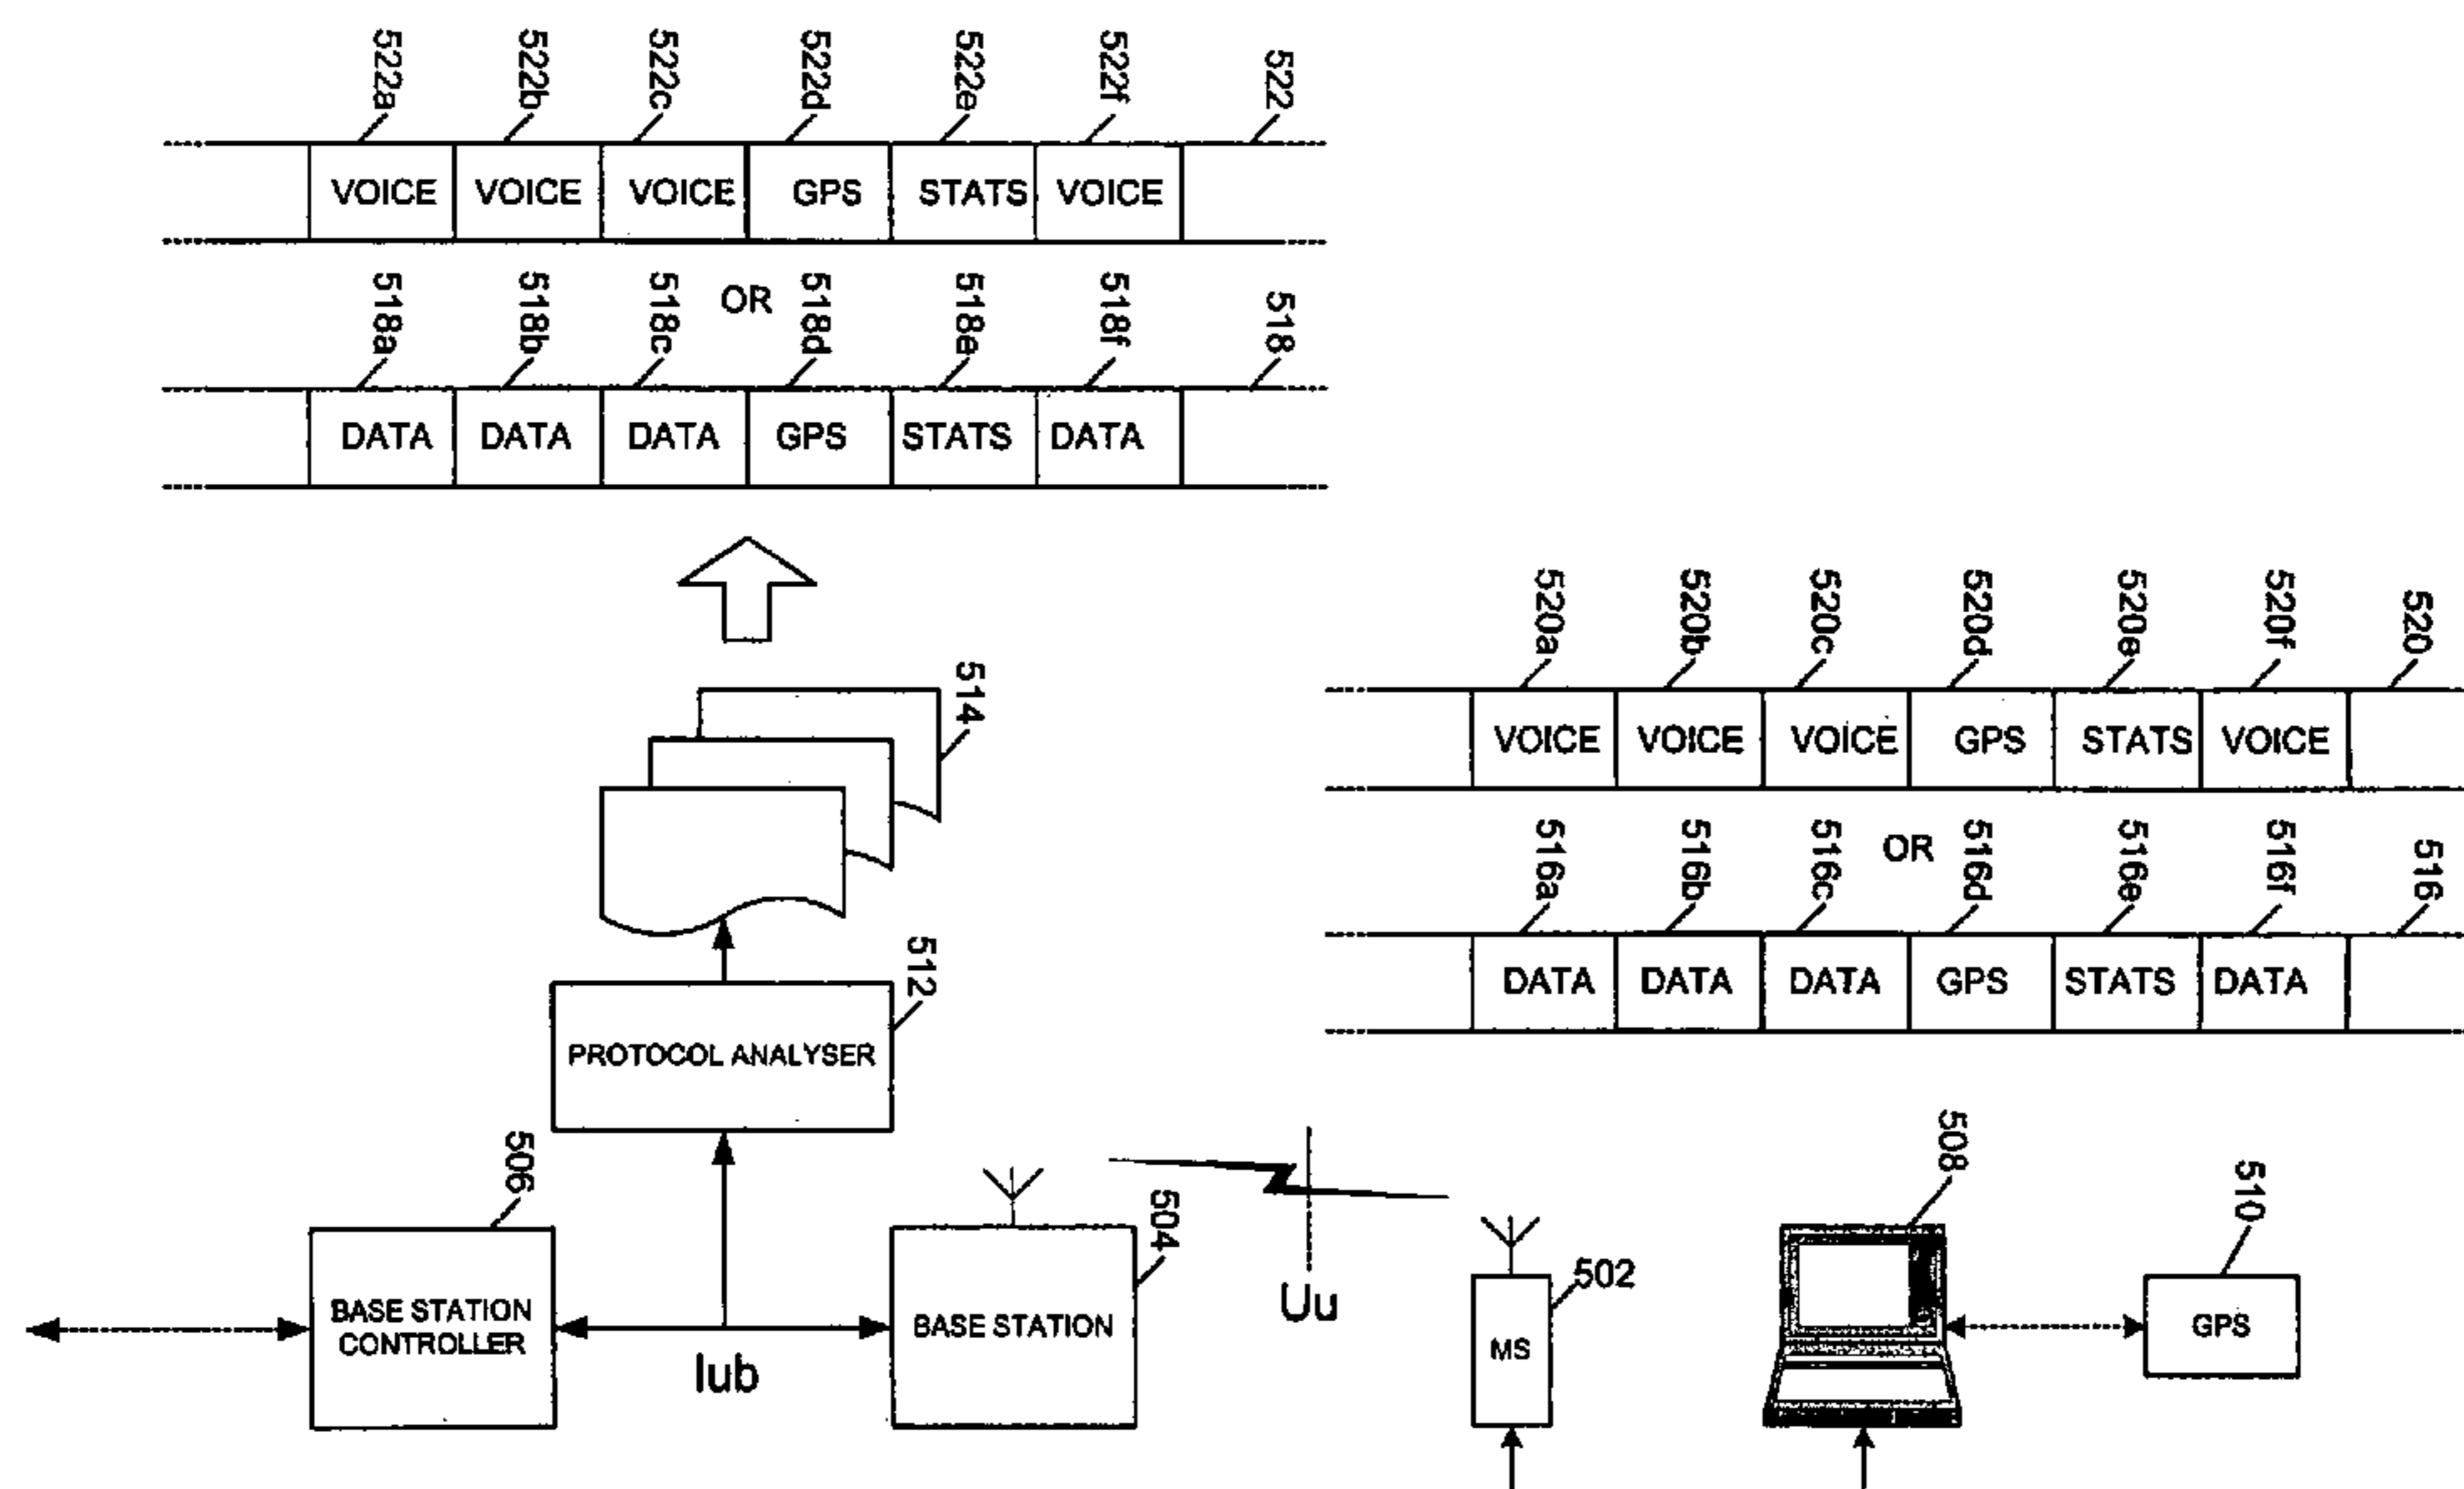 522a 522b 522c 522d 522e 522f 522
VOICE VOICE VOICE GPS STATS VOICE
OR
518a 518b 518c 518d 518e 518f 518
DATA DATA DATA GPS STATS DATA
514
520a 520b 520c 520d 520e 520f 520
VOICE VOICE VOICE GPS STATS VOICE
OR
516a 516b 516c 516d 516e 516f 516
DATA DATA DATA GPS STATS DATA
512
PROTOCOL ANALYSER
506
BASE STATION
CONTROLLER
Iub
504
BASE STATION
Uu
502
MS
508
510
GPS